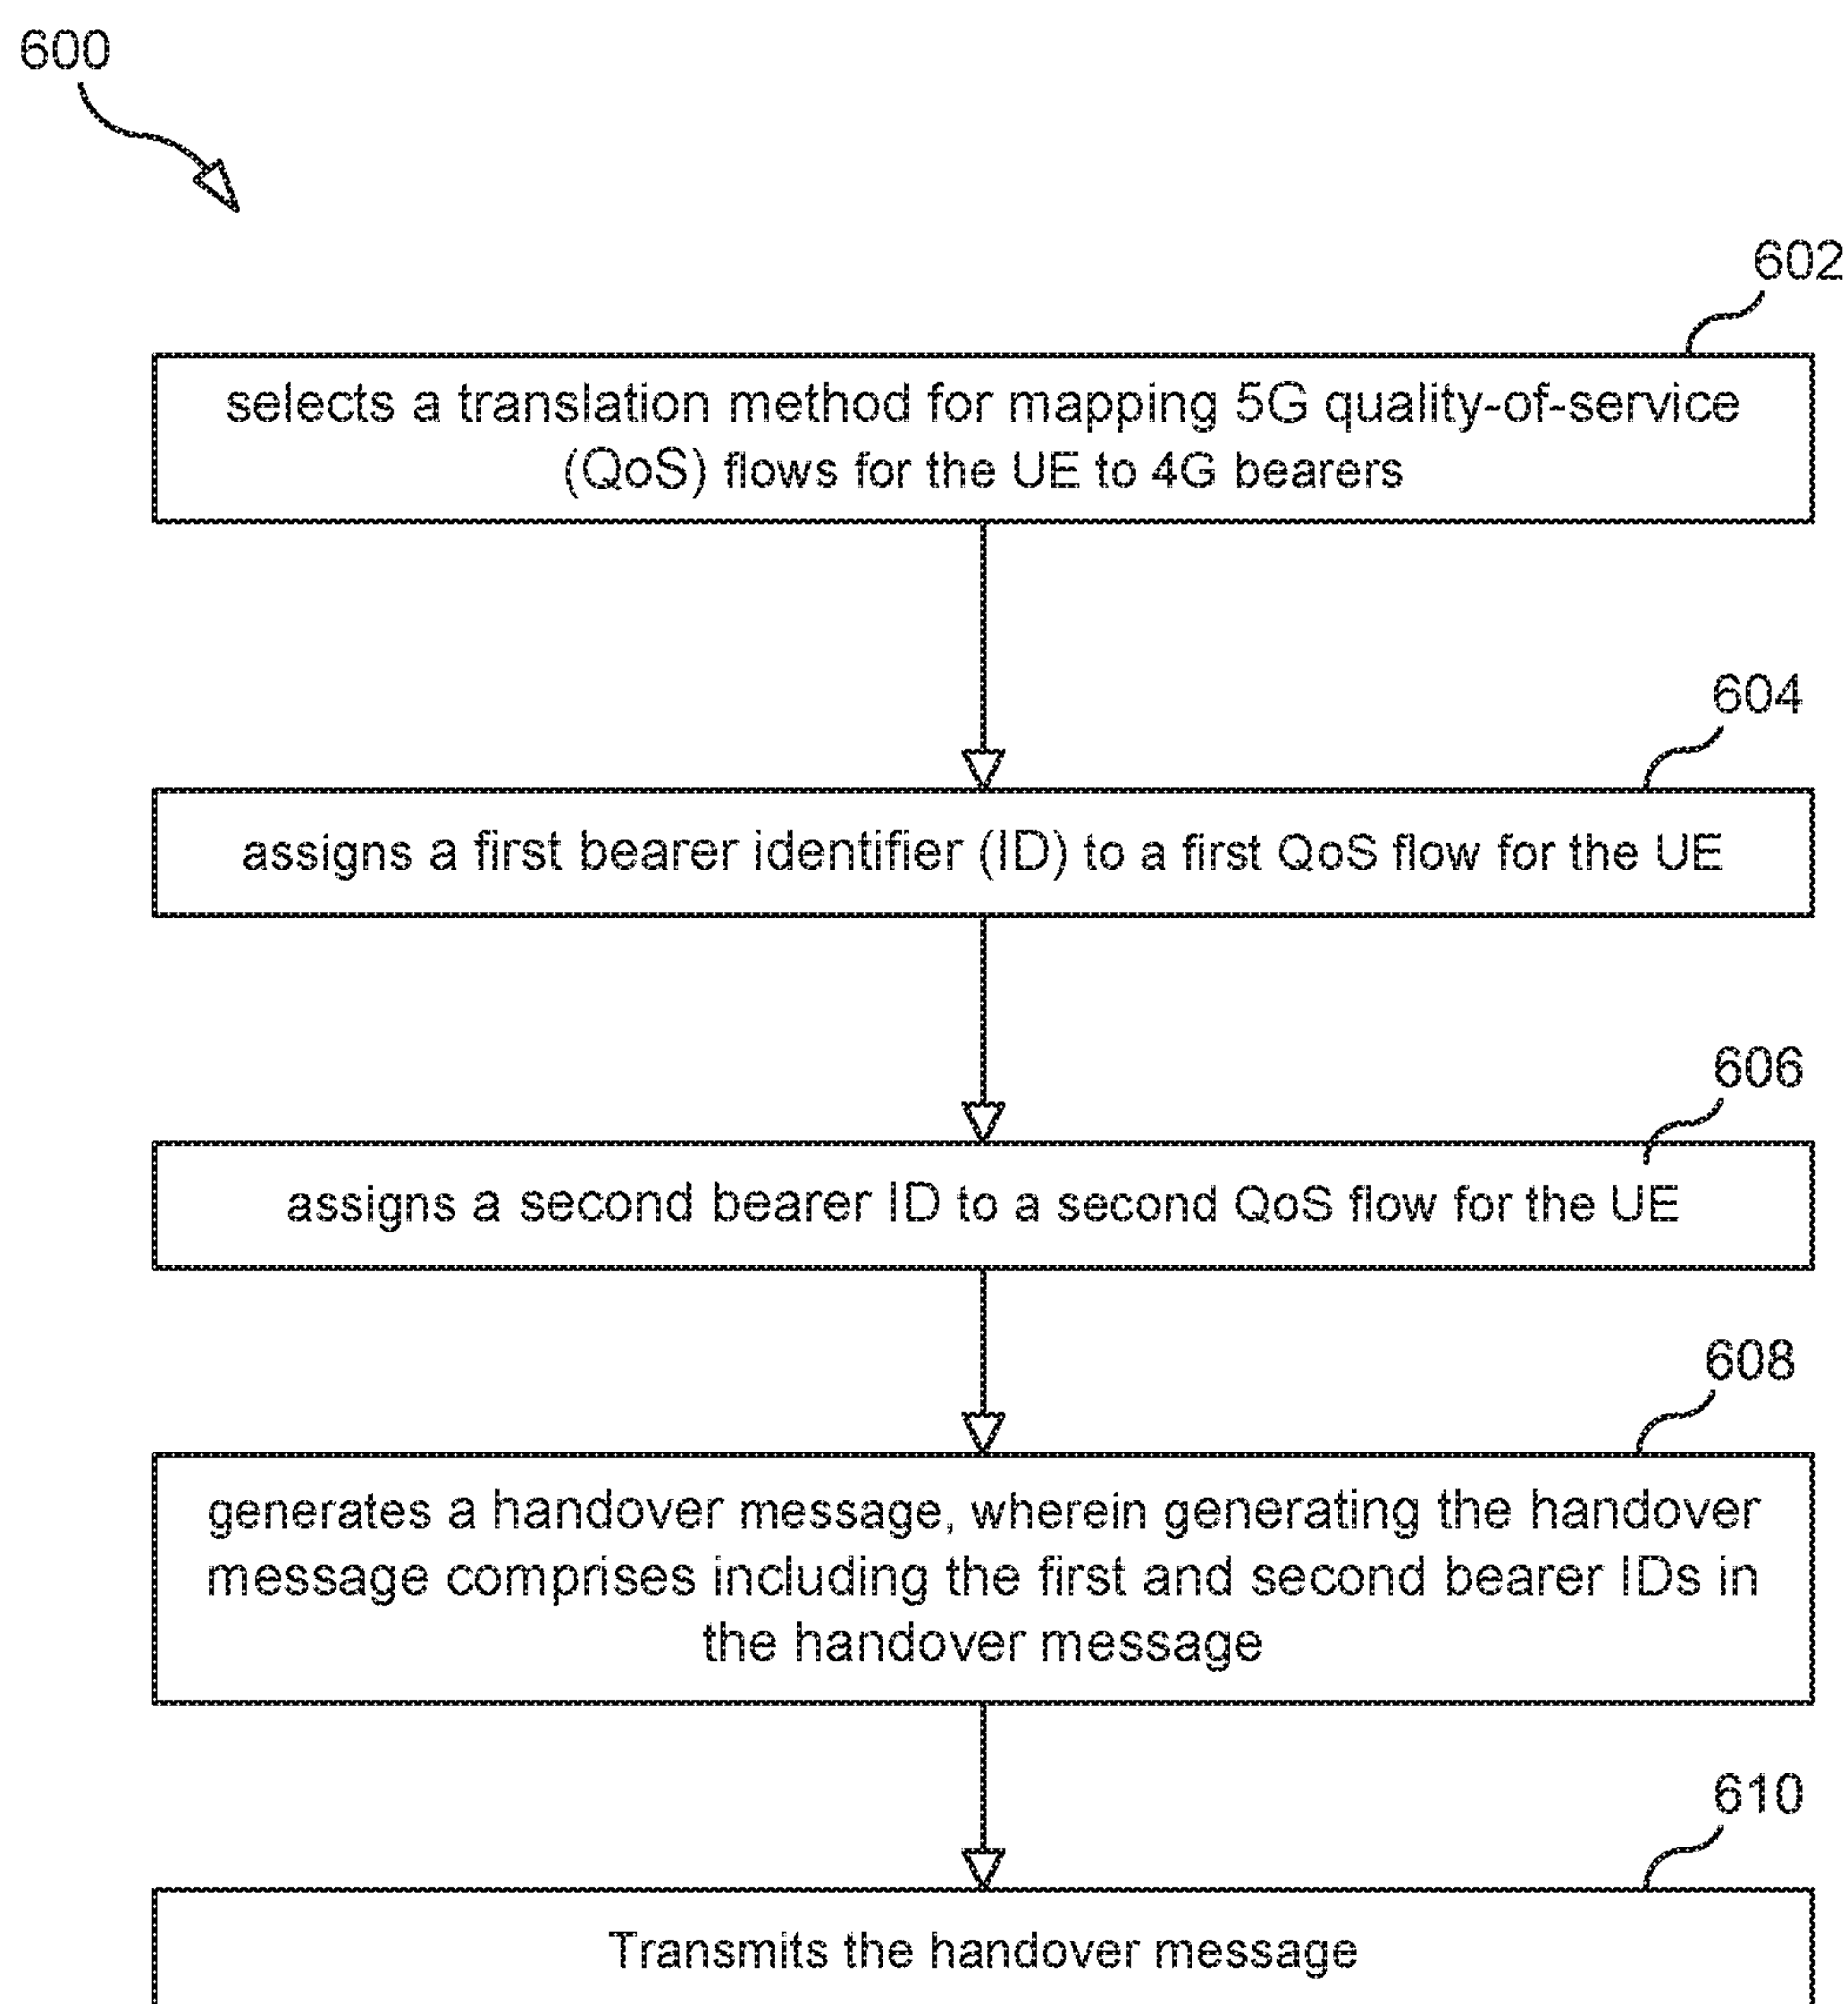 600
602
selects a translation method for mapping 5G quality-of-service
(QoS) flows for the UE to 4G bearers
604
assigns a first bearer identifier (ID) to a first QoS flow for the UE
606
assigns a second bearer ID to a second QoS flow for the UE
608
generates a handover message, wherein generating the handover
message comprises including the first and second bearer IDs in
the handover message
610
Transmits the handover message